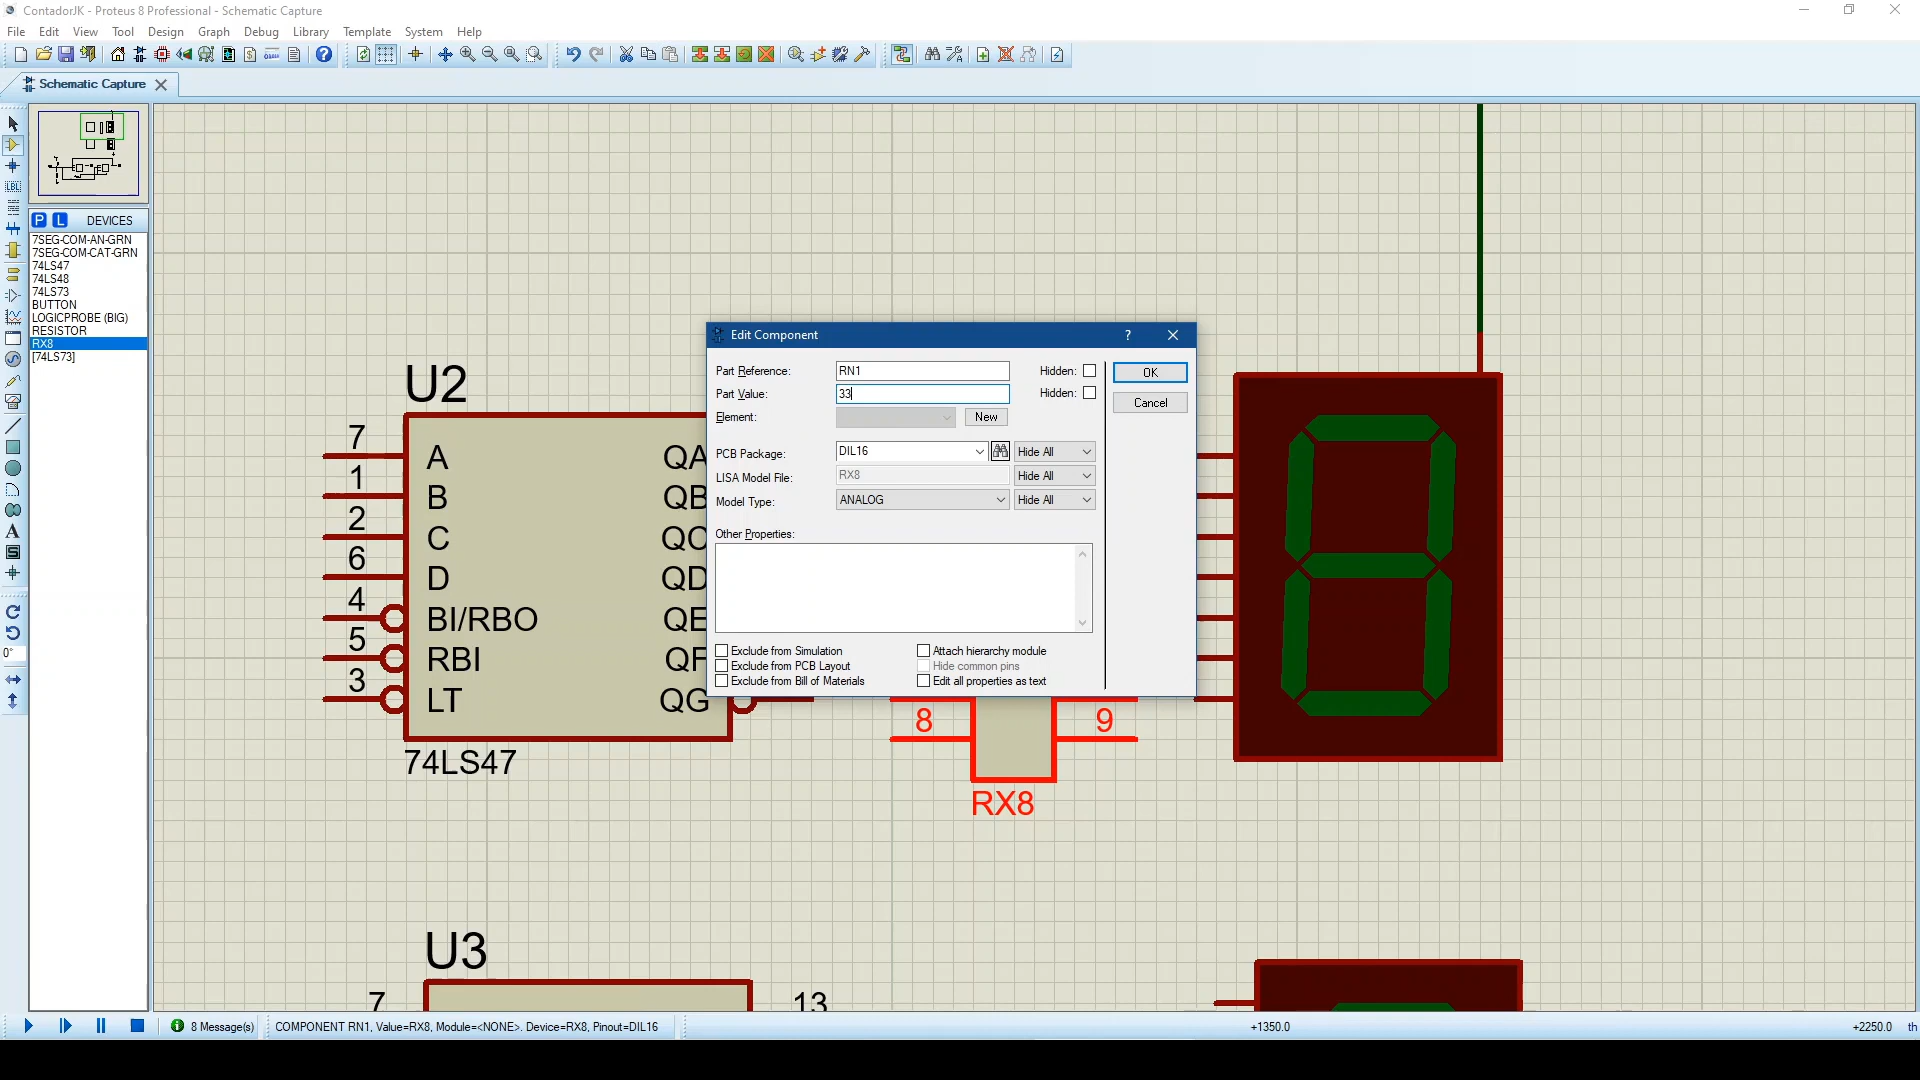 ContadorJK - Proteus 8 Professional - Schematic Capture
File Edit View Tool Design Graph Debug Library Template System Help
Schematic Capture
P L DEVICES
7SEG-COM-AN-GRN
7SEG-COM-CAT-GRN
74LS47
74LS48
74LS73
BUTTON
LOGICPROBE (BIG)
RESISTOR
RX8
[74LS73]
LBL
A
S
0°
U2
7 A QA
1 B QB
2 C QC
6 D QD
4 BI/RBO QE
5 RBI QF
3 LT QG
74LS47
Edit Component ?
Part Reference: RN1 Hidden:
Part Value: 33 Hidden:
Element: New
PCB Package: DIL16 Hide All
LISA Model File: RX8 Hide All
Model Type: ANALOG Hide All
Other Properties:
Exclude from Simulation Attach hierarchy module
Exclude from PCB Layout Hide common pins
Exclude from Bill of Materials Edit all properties as text
OK
Cancel
8 9
RX8
U3
7 13
8 Message(s) COMPONENT RN1, Value=RX8, Module=<NONE>. Device=RX8, Pinout=DIL16 +1350.0 +2250.0 th